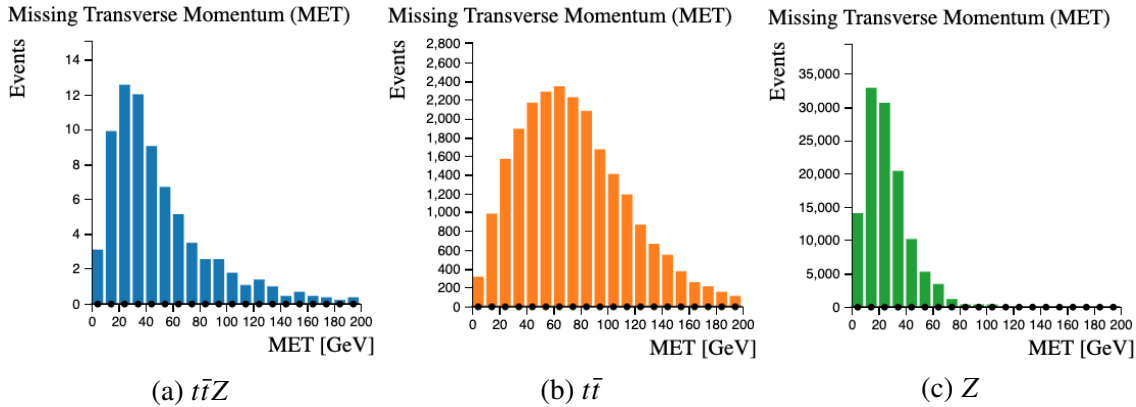 Missing Transverse Momentum (MET)
Events
14
12
10
8
6
4
2
0
0 20 40 60 80 100 120 140 160 180 200
MET [GeV]
(a) tt̄Z
Missing Transverse Momentum (MET)
Events
2,800
2,600
2,400
2,200
2,000
1,800
1,600
1,400
1,200
1,000
800
600
400
200
0
0 20 40 60 80 100 120 140 160 180 200
MET [GeV]
(b) tt̄
Missing Transverse Momentum (MET)
Events
35,000
30,000
25,000
20,000
15,000
10,000
5,000
0
0 20 40 60 80 100 120 140 160 180 200
MET [GeV]
(c) Z